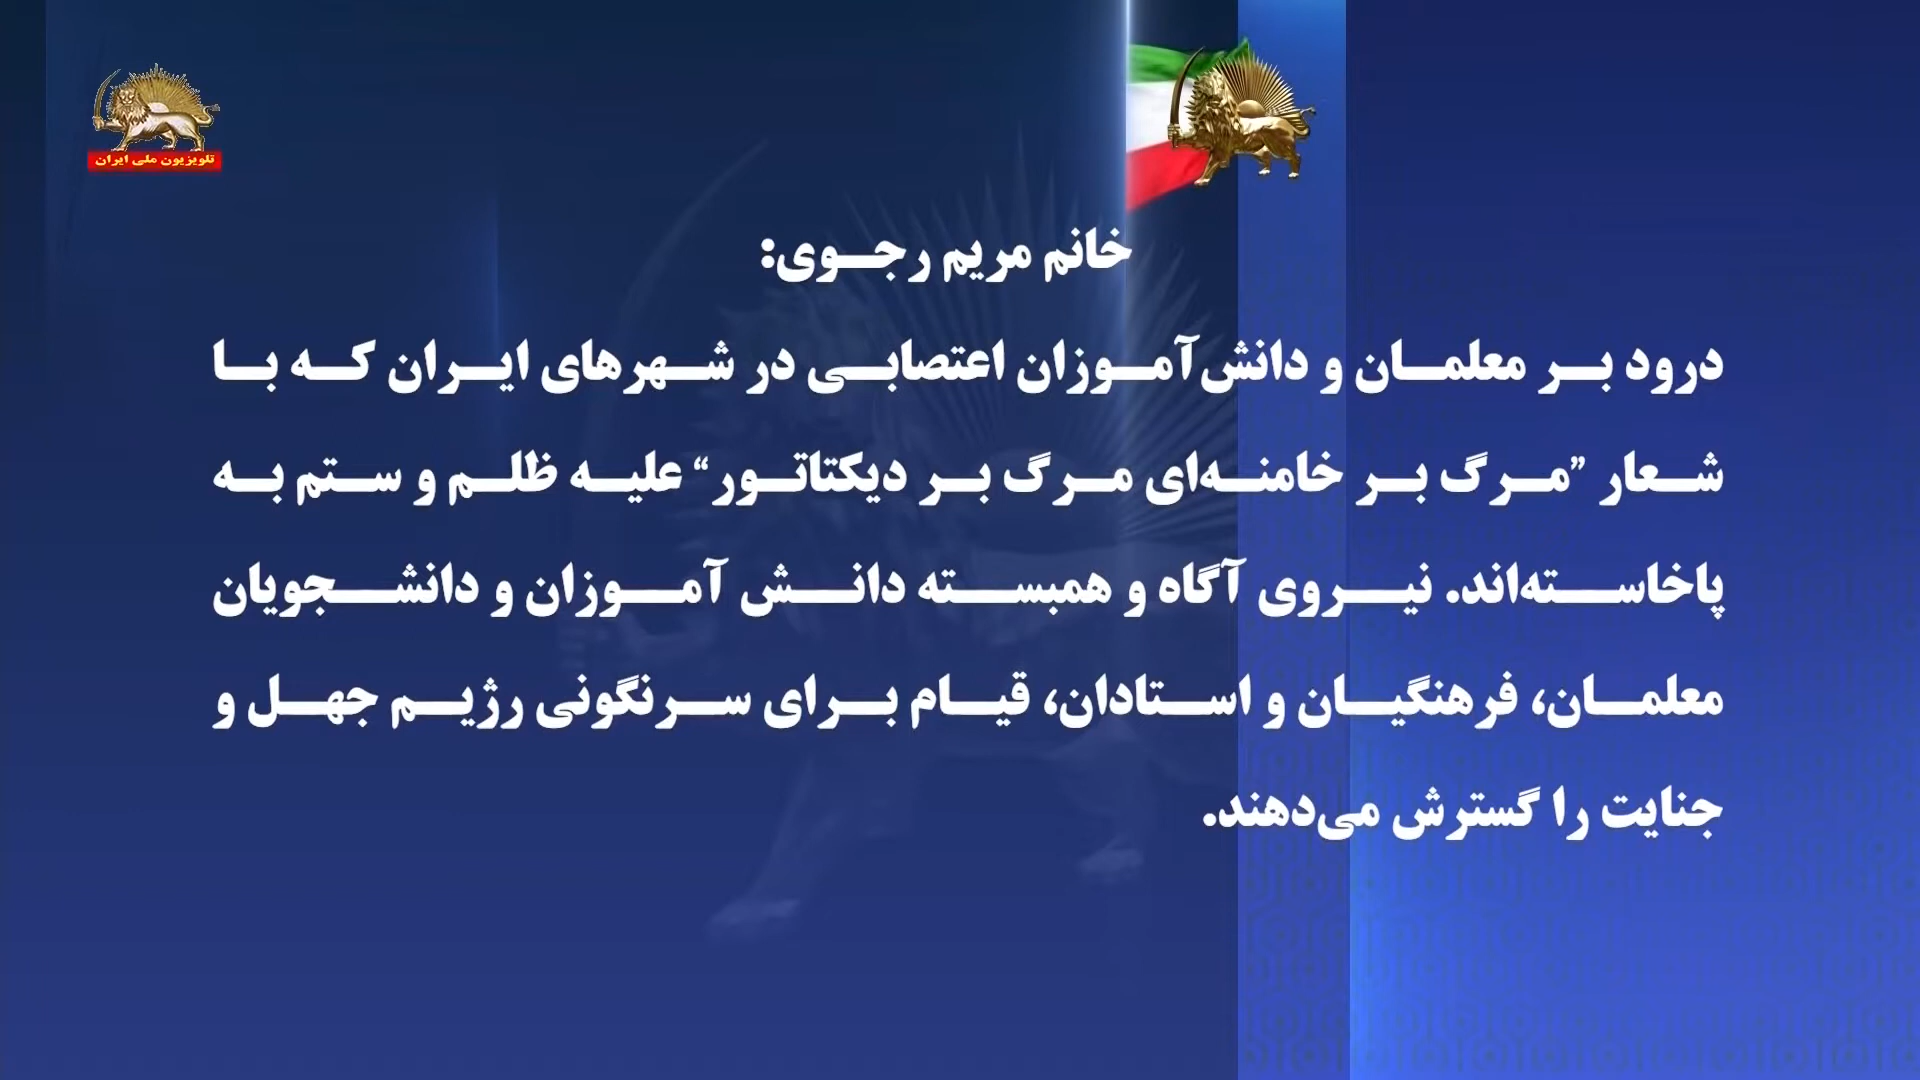 تلویزیون ملی ایران
خانم مریم رجوی:
درود بر معلمان و دانش‌آموزان اعتصابی در شهرهای ایران که با
شعار ”مرگ بر خامنه‌ای مرگ بر دیکتاتور“ علیه ظلم و ستم به
پاخاسته‌اند. نیروی آگاه و همبسته دانش آموزان و دانشجویان
معلمان، فرهنگیان و استادان، قیام برای سرنگونی رژیم جهل و
جنایت را گسترش می‌دهند.